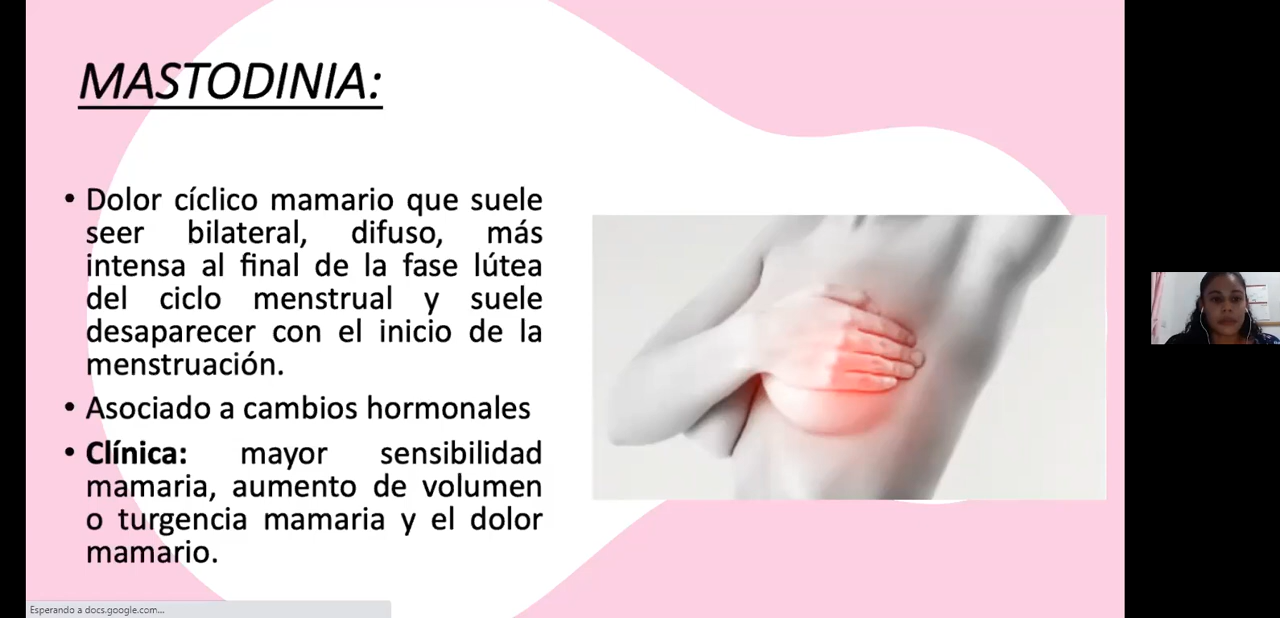 MASTODINIA:
• Dolor cíclico mamario que suele
seer bilateral, difuso, más
intensa al final de la fase lútea
del ciclo menstrual y suele
desaparecer con el inicio de la
menstruación.
• Asociado a cambios hormonales
• Clínica: mayor sensibilidad
mamaria, aumento de volumen
o turgencia mamaria y el dolor
mamario.
Esperando a docs.google.com...